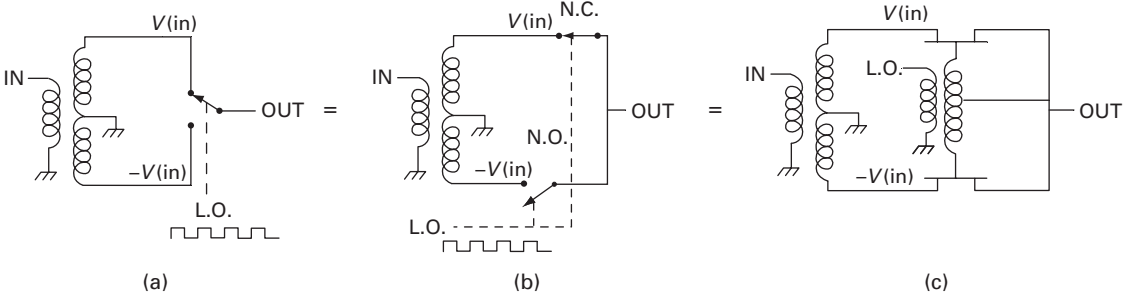 V(in)
IN
OUT
–V(in)
L.O.
(a)
=
V(in)
N.C.
IN
OUT
N.O.
–V(in)
L.O.
(b)
=
V(in)
IN
L.O.
OUT
–V(in)
(c)